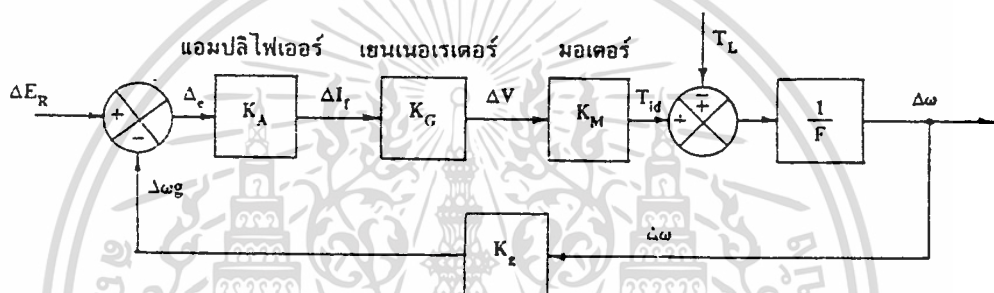 แอมปลิไฟเออร์ เยนเนอเรเตอร์ มอเตอร์ T_L
ΔE_R + − Δ_e K_A ΔI_f K_G ΔV K_M T_id + ∓ 1/F Δω
Δωg K_g Δω